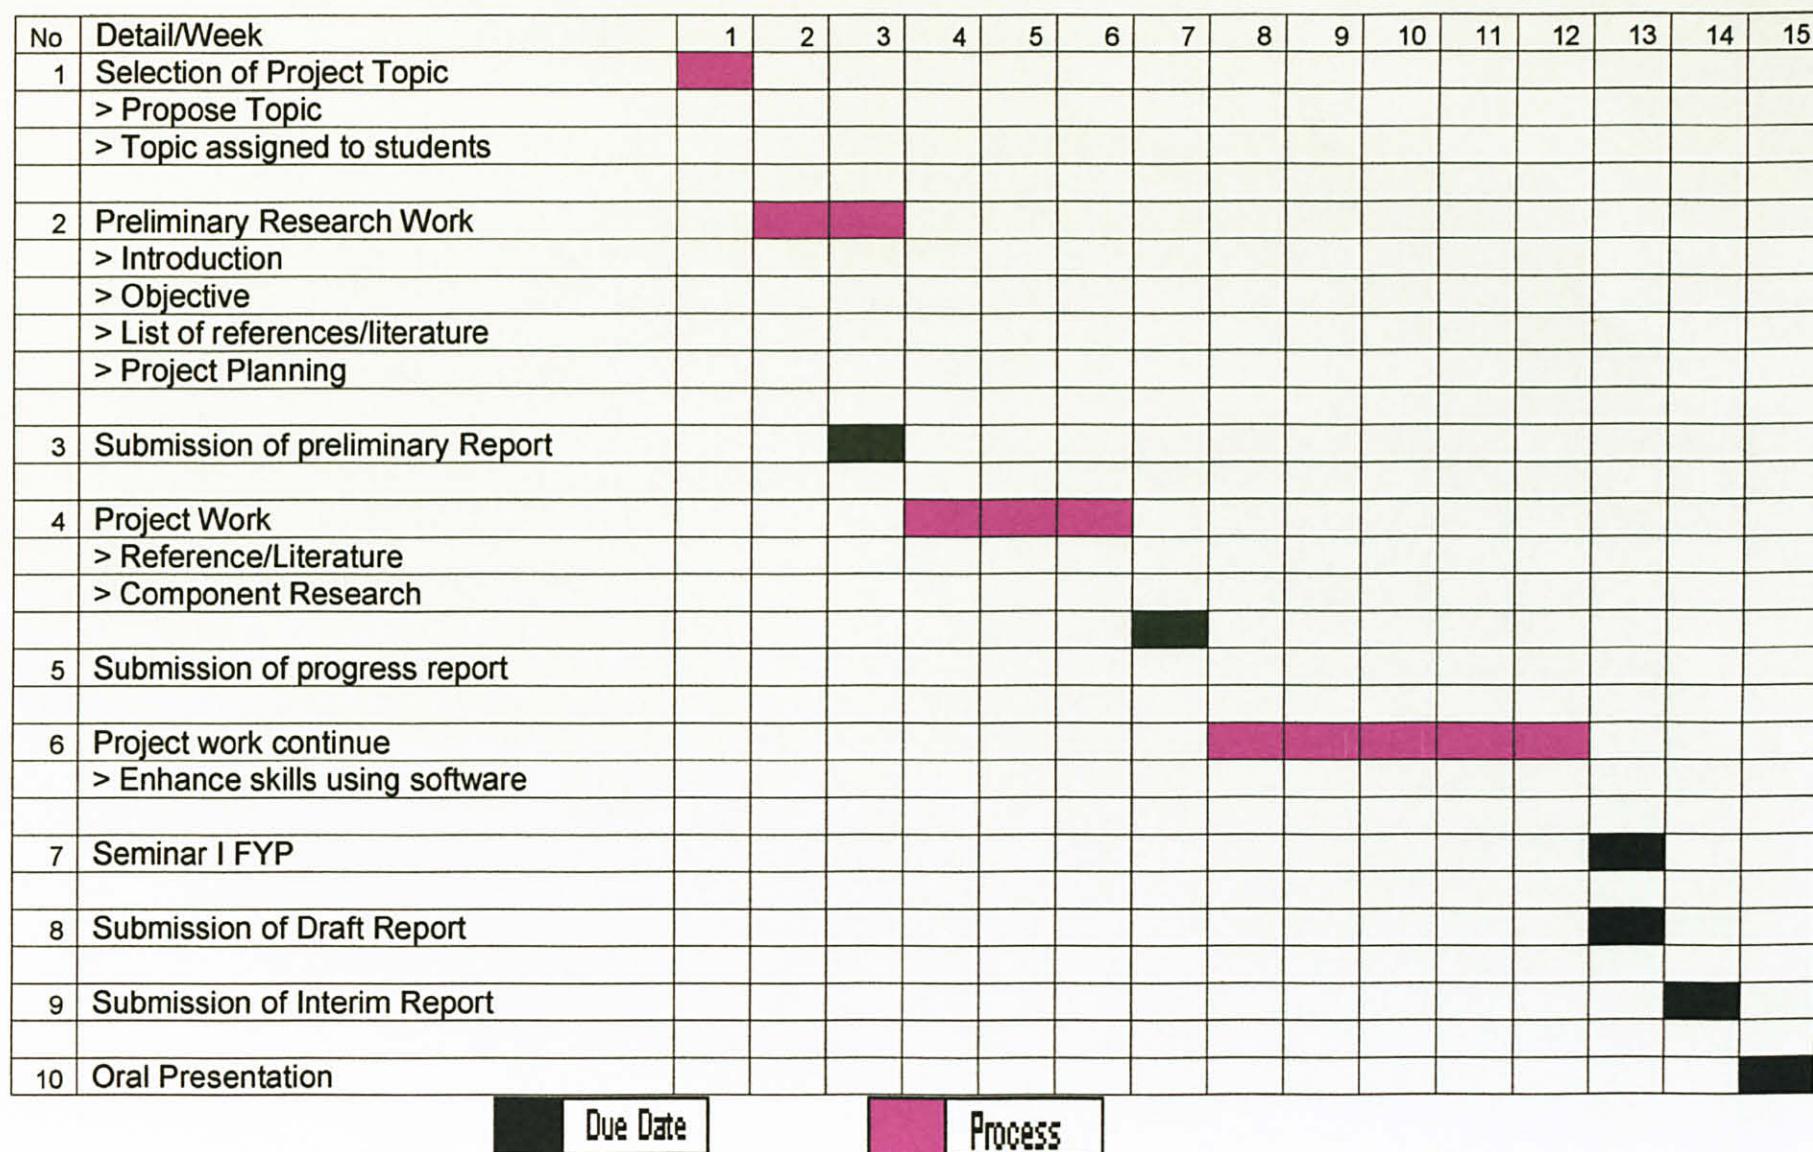 No Detail/Week 1 2 3 4 5 6 7 8 9 10 11 12 13 14 15
1 Selection of Project Topic
> Propose Topic
> Topic assigned to students
2 Preliminary Research Work
> Introduction
> Objective
> List of references/literature
> Project Planning
3 Submission of preliminary Report
4 Project Work
> Reference/Literature
> Component Research
5 Submission of progress report
6 Project work continue
> Enhance skills using software
7 Seminar I FYP
8 Submission of Draft Report
9 Submission of Interim Report
10 Oral Presentation
Due Date Process